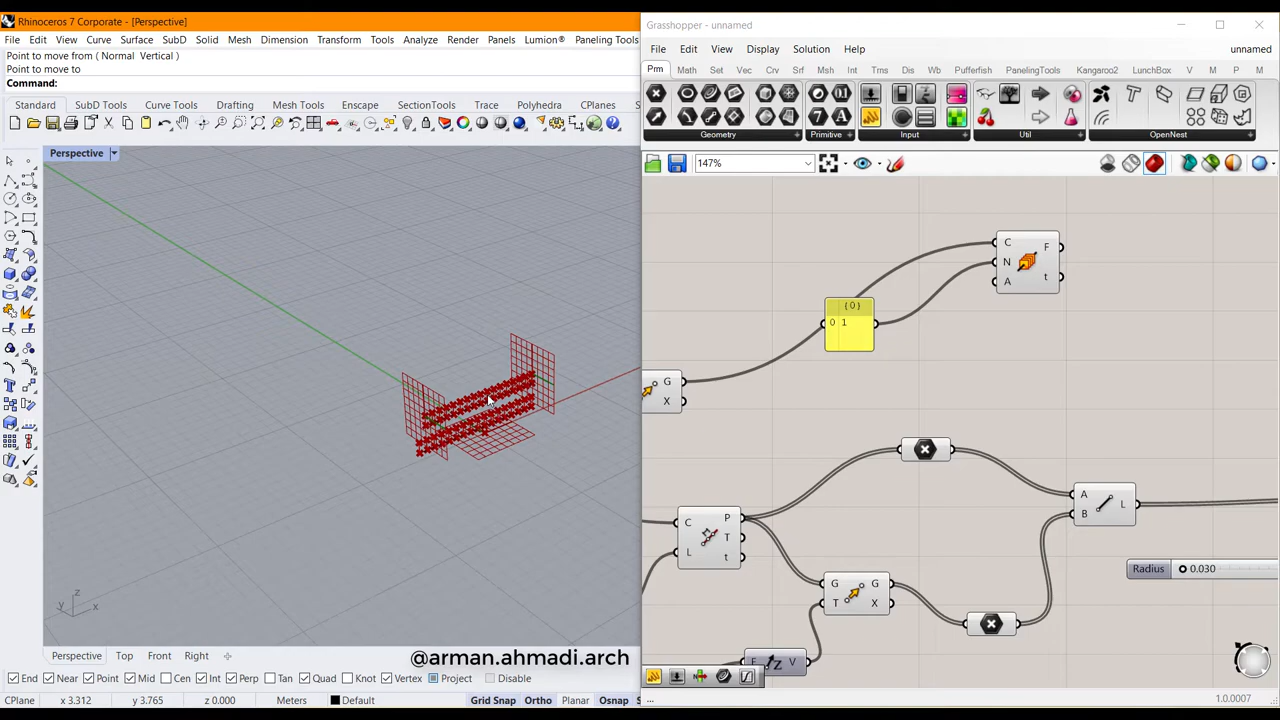 Rhinoceros 7 Corporate - [Perspective]
File Edit View Curve Surface SubD Solid Mesh Dimension Transform Tools Analyze Render Panels Lumion® Paneling Tools
Point to move from ( Normal Vertical )
Point to move to
Command:
Standard SubD Tools Curve Tools Drafting Mesh Tools Enscape SectionTools Trace Polyhedra CPlanes
Perspective
z
y
x
Perspective Top Front Right
@arman.ahmadi.arch
End Near Point Mid Cen Int Perp Tan Quad Knot Vertex Project Disable
CPlane x 3.312 y 3.765 z 0.000 Meters Default Grid Snap Ortho Planar Osnap
Grasshopper - unnamed
File Edit View Display Solution Help unnamed
Prm Math Set Vec Crv Srf Msh Int Trns Dis Wb Pufferfish PanelingTools Kangaroo2 LunchBox V M P M
Geometry Primitive Input Util OpenNest
147%
C F
N
A t
{0}
0 1
G
X
A L
B
C P
T
L t
G G
T X
Radius 0.030
F Z V
...
1.0.0007